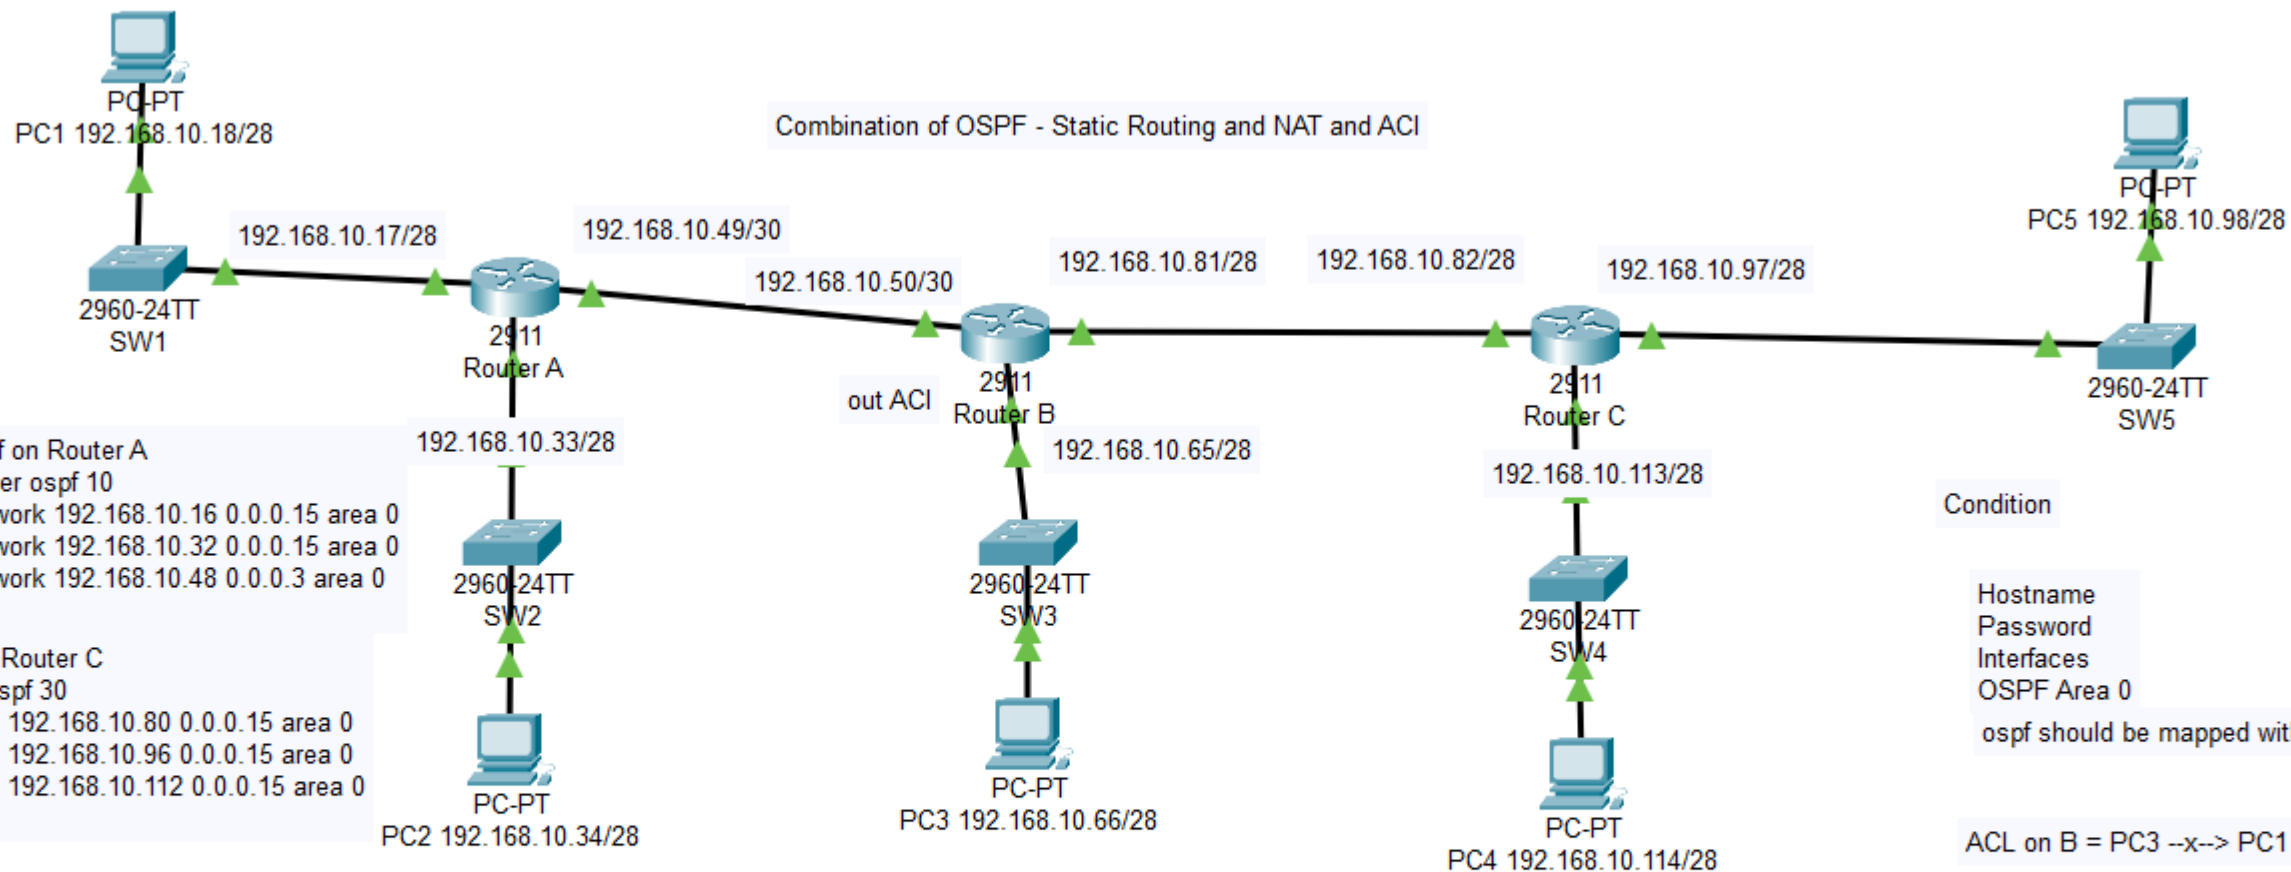 PC-PT
PC1 192.168.10.18/28
Combination of OSPF - Static Routing and NAT and ACI
PC-PT
PC5 192.168.10.98/28
192.168.10.17/28
192.168.10.49/30
192.168.10.50/30
192.168.10.81/28
192.168.10.82/28
192.168.10.97/28
2960-24TT
SW1
2911
Router A
out ACI
2911
Router B
2911
Router C
2960-24TT
SW5
192.168.10.33/28
192.168.10.65/28
192.168.10.113/28
f on Router A
er ospf 10
work 192.168.10.16 0.0.0.15 area 0
work 192.168.10.32 0.0.0.15 area 0
work 192.168.10.48 0.0.0.3 area 0
Router C
spf 30
192.168.10.80 0.0.0.15 area 0
192.168.10.96 0.0.0.15 area 0
192.168.10.112 0.0.0.15 area 0
2960-24TT
SW2
2960-24TT
SW3
2960-24TT
SW4
PC-PT
PC2 192.168.10.34/28
PC-PT
PC3 192.168.10.66/28
PC-PT
PC4 192.168.10.114/28
Condition
Hostname
Password
Interfaces
OSPF Area 0
ospf should be mapped wit
ACL on B = PC3 --x--> PC1